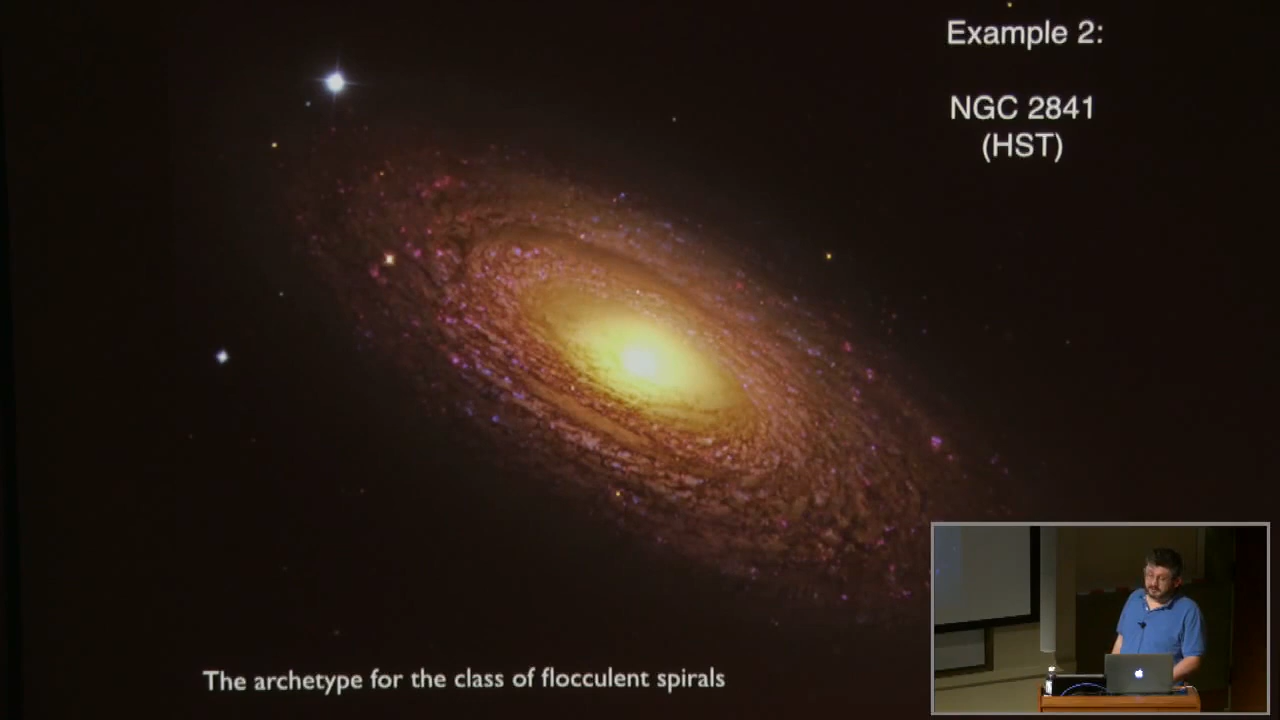 Example 2:
NGC 2841
(HST)
The archetype for the class of flocculent spirals